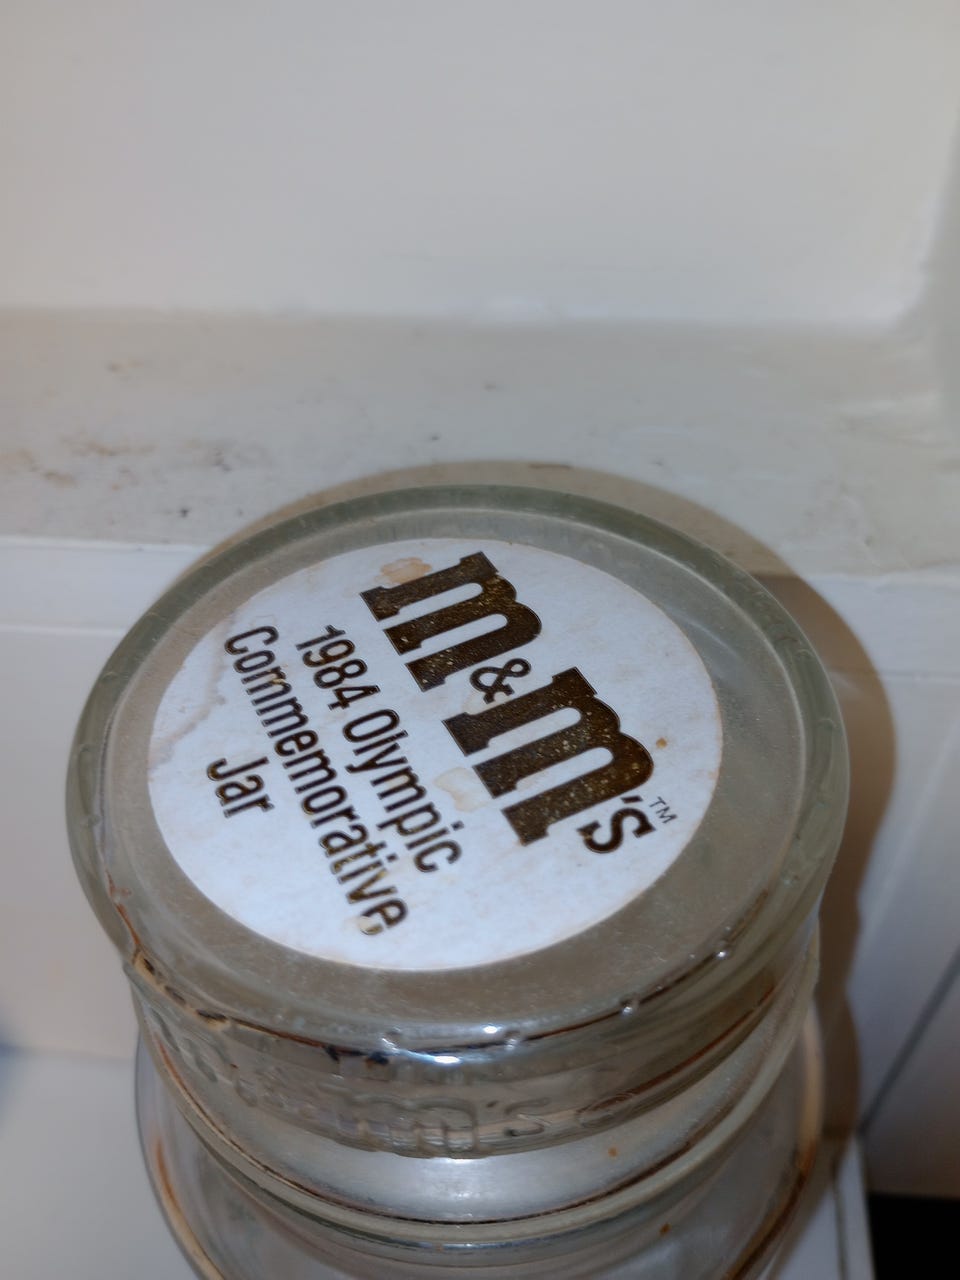 m&m's™
1984 Olympic
Commemorative
Jar